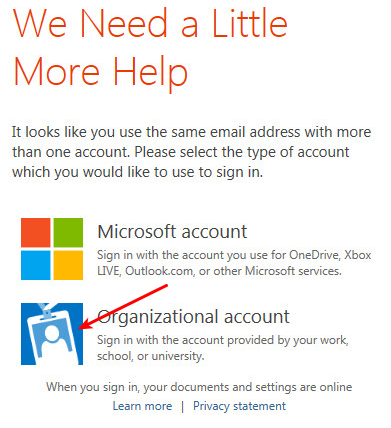 We Need a Little
More Help
It looks like you use the same email address with more
than one account. Please select the type of account
which you would like to use to sign in.
Microsoft account
Sign in with the account you use for OneDrive, Xbox
LIVE, Outlook.com, or other Microsoft services.
Organizational account
Sign in with the account provided by your work,
school, or university.
When you sign in, your documents and settings are online
Learn more | Privacy statement